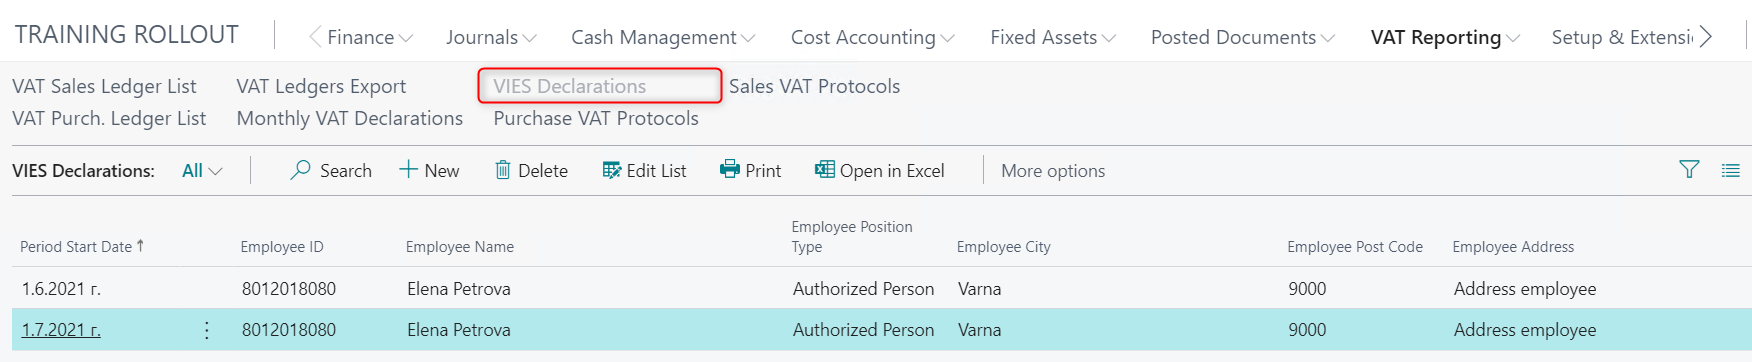 TRAINING ROLLOUT Finance Journals Cash Management Cost Accounting Fixed Assets Posted Documents VAT Reporting Setup & Extensi
VAT Sales Ledger List VAT Ledgers Export VIES Declarations Sales VAT Protocols
VAT Purch. Ledger List Monthly VAT Declarations Purchase VAT Protocols
VIES Declarations: All Search New Delete Edit List Print Open in Excel More options
Period Start Date Employee ID Employee Name Employee Position Type Employee City Employee Post Code Employee Address
1.6.2021 г. 8012018080 Elena Petrova Authorized Person Varna 9000 Address employee
1.7.2021 г. 8012018080 Elena Petrova Authorized Person Varna 9000 Address employee